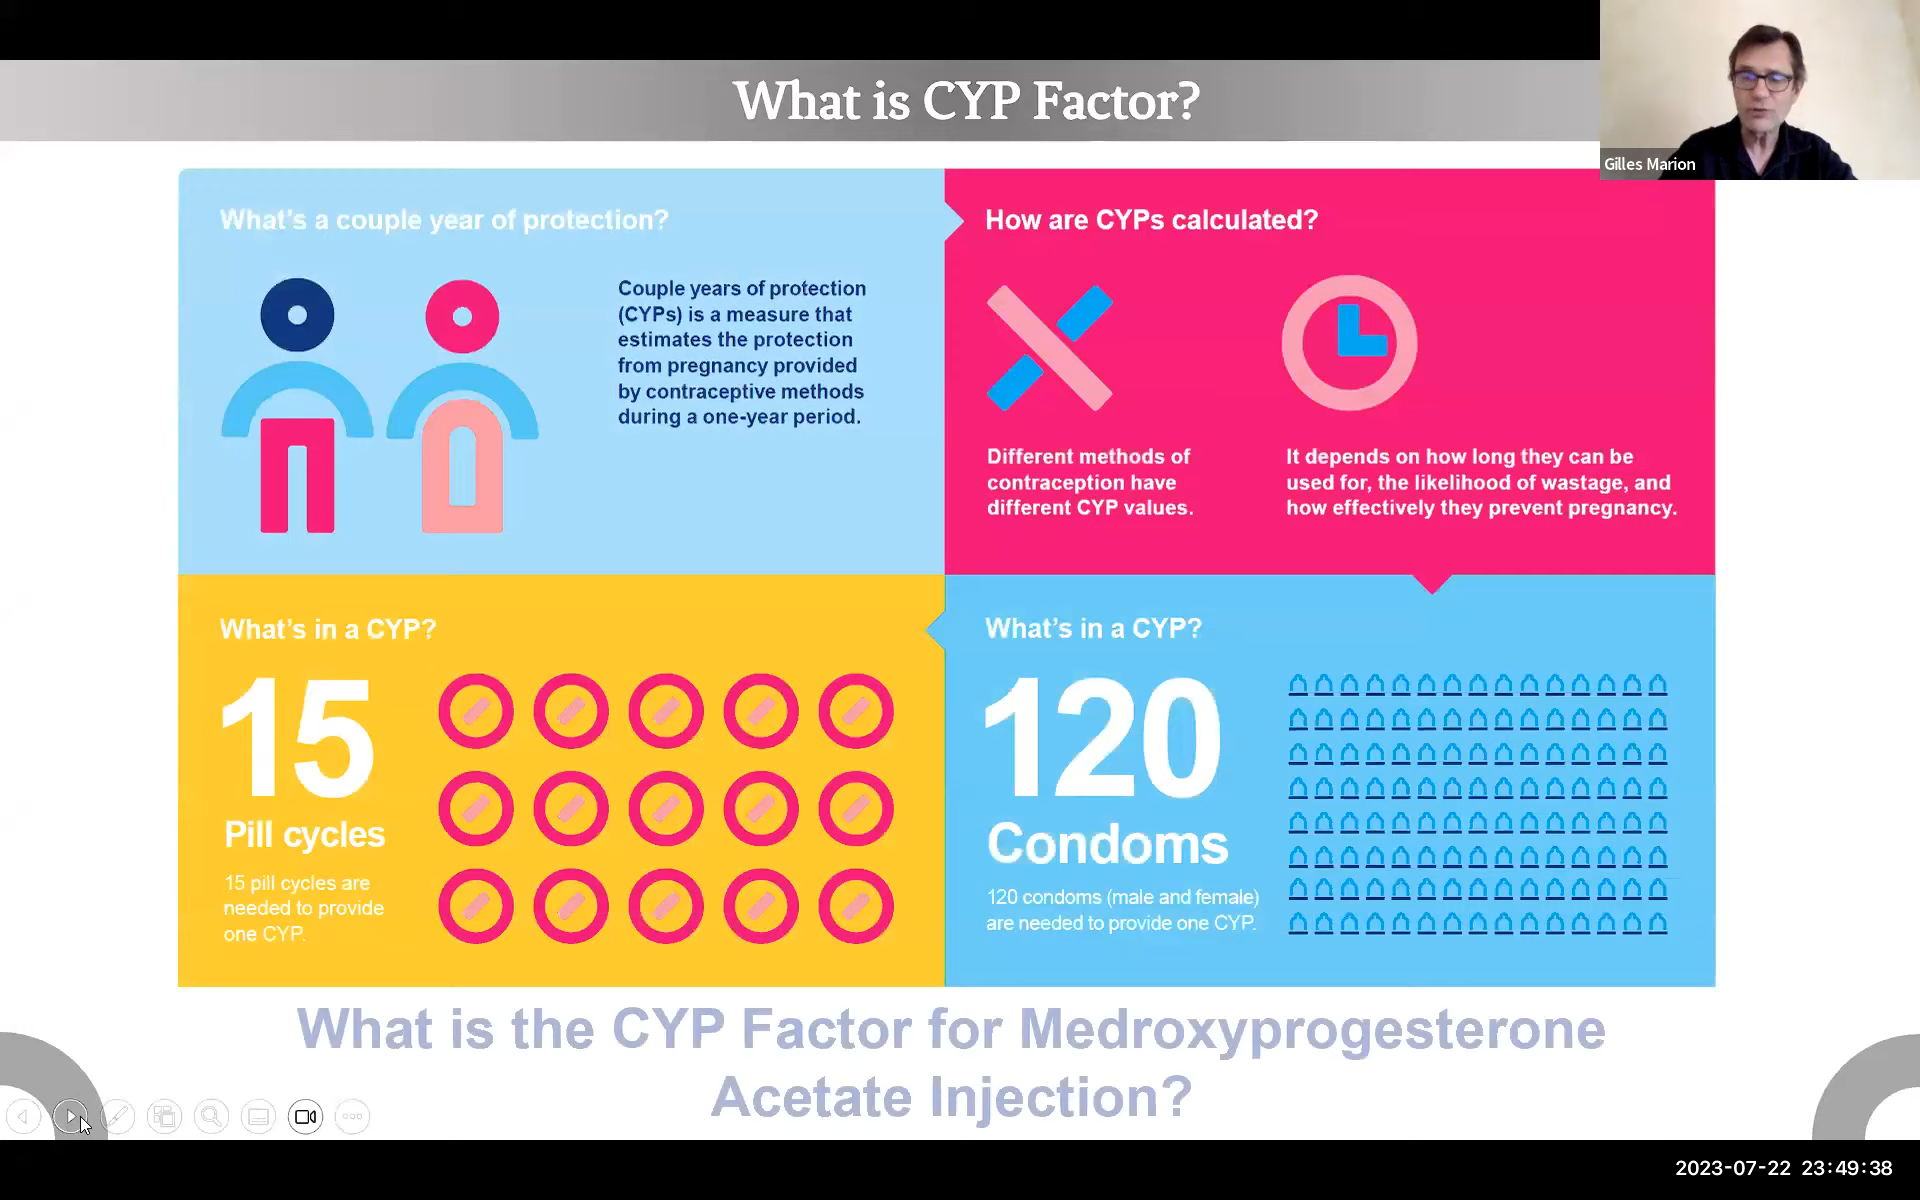 What is CYP Factor?
Gilles Marion
What's a couple year of protection?
Couple years of protection
(CYPs) is a measure that
estimates the protection
from pregnancy provided
by contraceptive methods
during a one-year period.
How are CYPs calculated?
Different methods of
contraception have
different CYP values.
It depends on how long they can be
used for, the likelihood of wastage, and
how effectively they prevent pregnancy.
What's in a CYP?
15
Pill cycles
15 pill cycles are
needed to provide
one CYP.
What's in a CYP?
120
Condoms
120 condoms (male and female)
are needed to provide one CYP.
What is the CYP Factor for Medroxyprogesterone
Acetate Injection?
2023-07-22 23:49:38